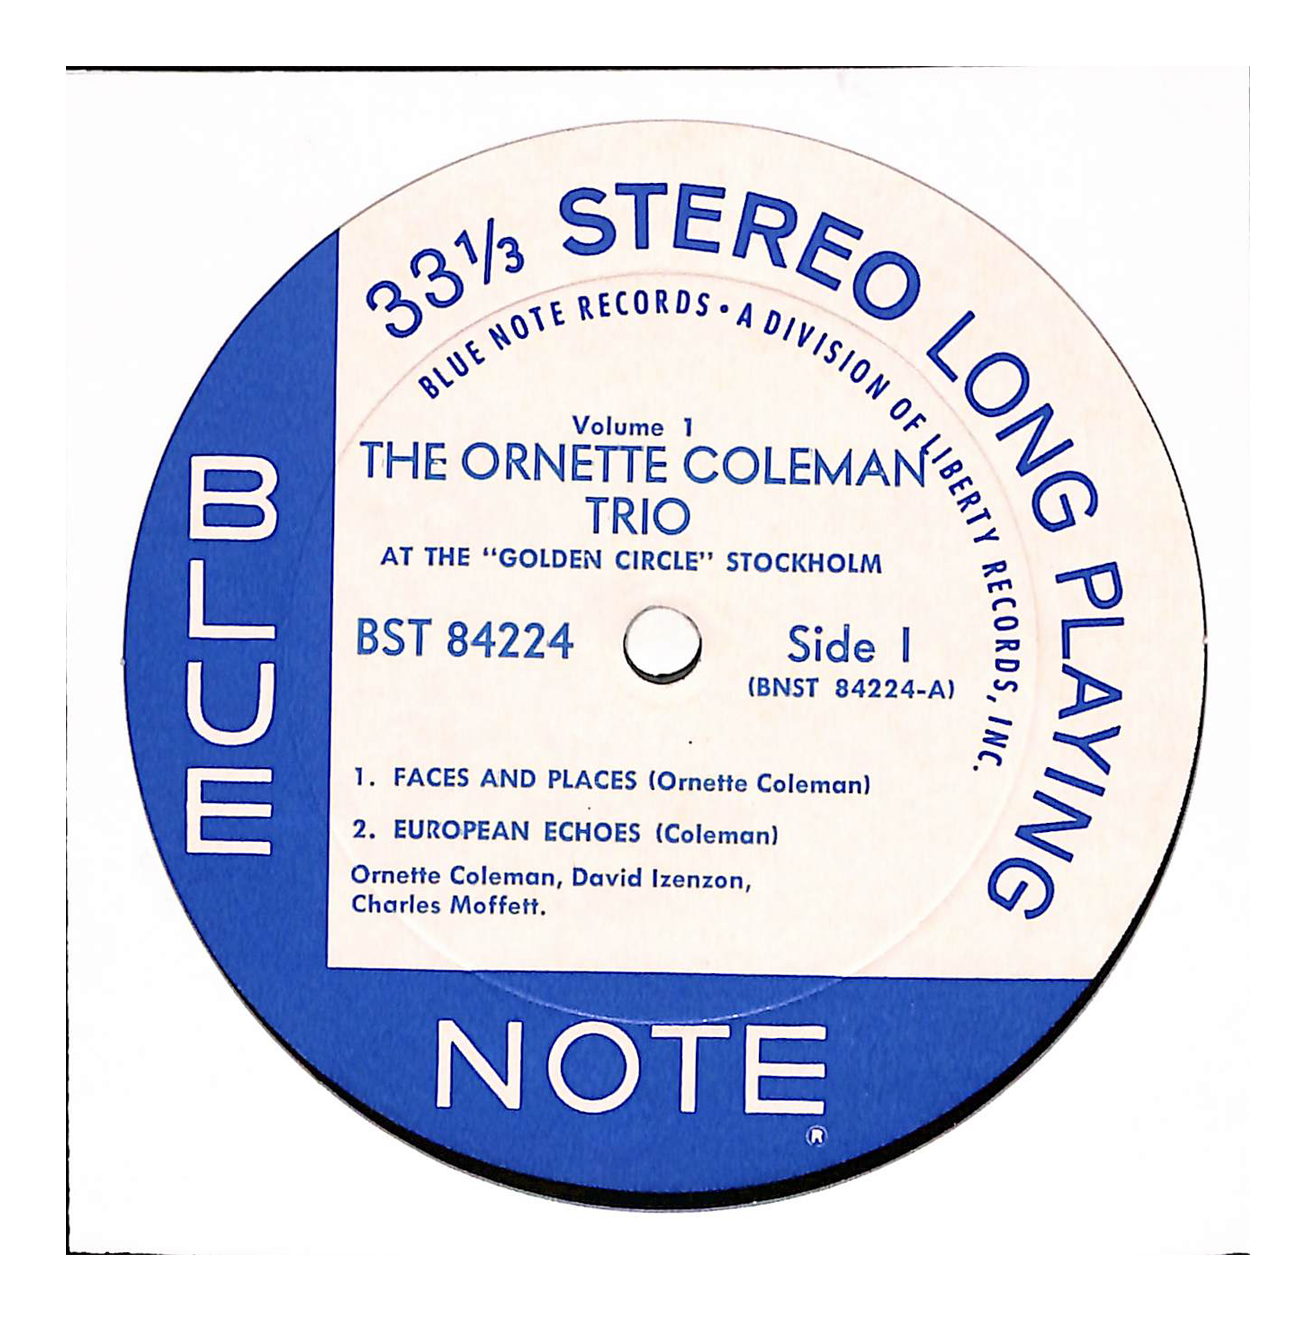 33⅓ STEREO LONG PLAYING
BLUE NOTE RECORDS • A DIVISION OF LIBERTY RECORDS, INC.
Volume 1
THE ORNETTE COLEMAN
TRIO
AT THE "GOLDEN CIRCLE" STOCKHOLM
BST 84224
Side 1
(BNST 84224-A)
1. FACES AND PLACES (Ornette Coleman)
2. EUROPEAN ECHOES (Coleman)
Ornette Coleman, David Izenzon,
Charles Moffett.
BLUE
NOTE
®